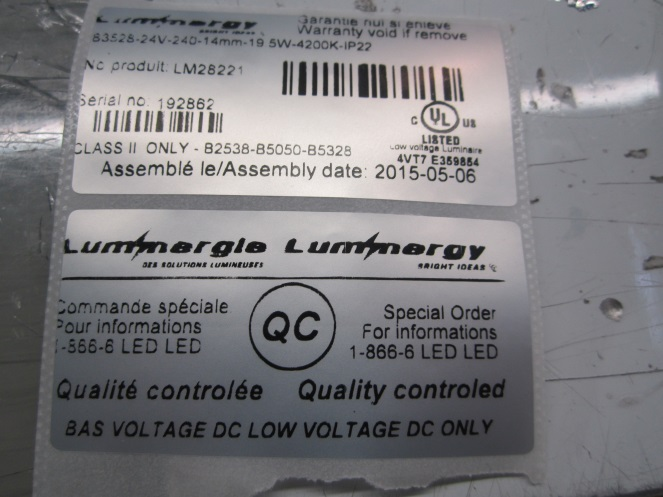 Luminergy
BRIGHT IDEAS
Garantie nul si enlevé
Warranty void if remove
B3528-24V-240-14mm-19.5W-4200K-IP22
No produit: LM28221
Serial no: 192862
C UL US
LISTED
Low voltage Luminaire
4VT7 E359854
CLASS II ONLY - B2538-B5050-B5328
Assemblé le/Assembly date: 2015-05-06
Luminergie Luminergy
DES SOLUTIONS LUMINEUSES BRIGHT IDEAS
Commande spéciale
Pour informations
1-866-6 LED LED
QC
Special Order
For informations
1-866-6 LED LED
Qualité controlée Quality controled
BAS VOLTAGE DC LOW VOLTAGE DC ONLY